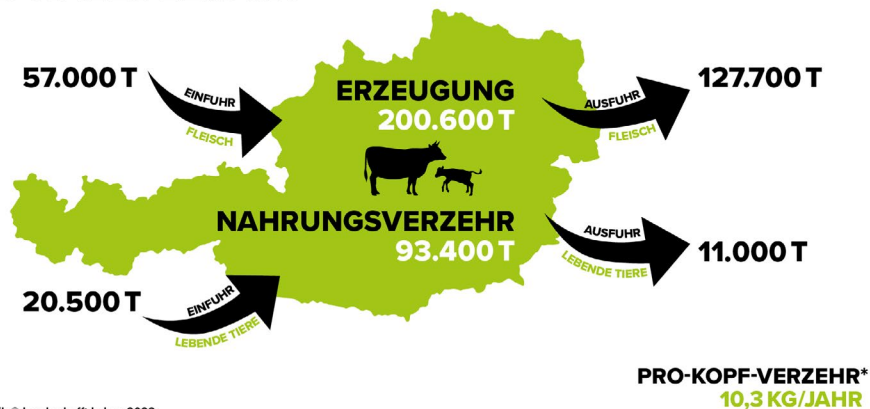 57.000 T
EINFUHR
FLEISCH
ERZEUGUNG
200.600 T
AUSFUHR
FLEISCH
127.700 T
NAHRUNGSVERZEHR
93.400 T
AUSFUHR
LEBENDE TIERE
11.000 T
20.500 T
EINFUHR
LEBENDE TIERE
PRO-KOPF-VERZEHR*
10,3 KG/JAHR